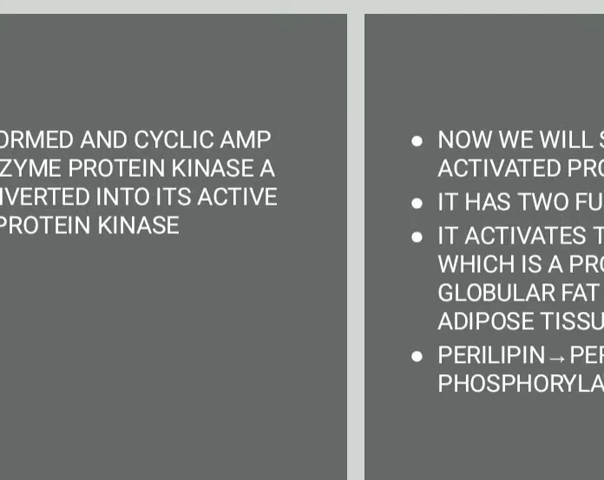 ORMED AND CYCLIC AMP
ZYME PROTEIN KINASE A
VERTED INTO ITS ACTIVE
PROTEIN KINASE
● NOW WE WILL S
ACTIVATED PRO
● IT HAS TWO FU
● IT ACTIVATES T
WHICH IS A PRO
GLOBULAR FAT
ADIPOSE TISSU
● PERILIPIN→PER
PHOSPHORYLA